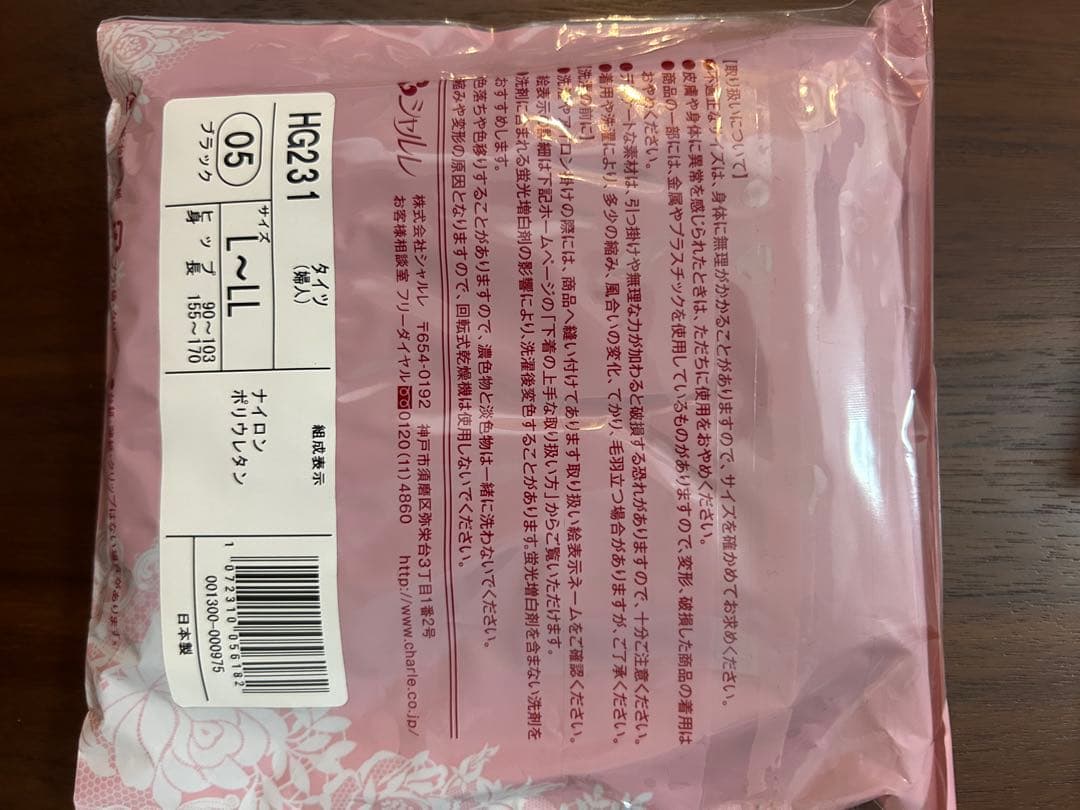 【取り扱いについて】
●不適正なサイズは、身体に無理がかかることがありますので、サイズを確かめてお求めください。
●皮膚や身体に異常を感じられたときは、ただちに使用をおやめください。
●商品の一部には、金属やプラスチックを使用しているものがありますので、変形、破損した商品の着用は
おやめください。
●デリケートな素材は、引っ掛けや無理な力が加わると破損する恐れがありますので、十分ご注意ください。
●着用や洗濯により、多少の縮み、風合いの変化、てかり、毛羽立つ場合がありますが、ご了承ください。
【洗濯の前に】
●洗濯やアイロン掛けの際には、商品へ縫い付けてあります取り扱い絵表示ネームをご確認ください。
絵表示の詳細は下記ホームページの「下着の上手な取り扱い方」からご覧いただけます。
洗剤に含まれる蛍光増白剤の影響により、洗濯後変色することがあります。蛍光増白剤を含まない洗剤を
おすすめします。
色落ちや色移りすることがありますので、濃色物と淡色物は一緒に洗わないでください。
縮みや変形の原因となりますので、回転式乾燥機は使用しないでください。
シャルル
株式会社シャルレ 〒654-0192 神戸市須磨区弥栄台3丁目1番2号
お客様相談室 フリーダイヤル 0120(11)4860 http://www.charle.co.jp/
HG231
タイツ
(婦人)
05
ブラック
サイズ
L～LL
ヒップ 90～103
身長 155～170
組成表示
ナイロン
ポリウレタン
1 072310 056182
001300-000975
日本製